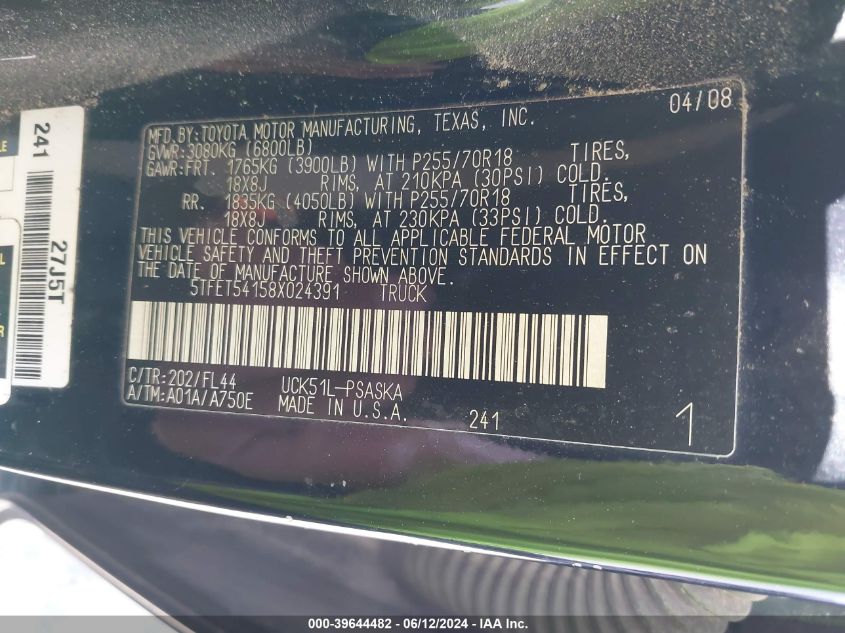 04/08
MFD. BY: TOYOTA MOTOR MANUFACTURING, TEXAS, INC.
GVWR: 3080KG (6800LB)
GAWR: FRT. 1765KG (3900LB) WITH P255/70R18 TIRES,
18X8J RIMS, AT 210KPA (30PSI) COLD.
RR. 1835KG (4050LB) WITH P255/70R18 TIRES,
18X8J RIMS, AT 230KPA (33PSI) COLD.
THIS VEHICLE CONFORMS TO ALL APPLICABLE FEDERAL MOTOR
VEHICLE SAFETY AND THEFT PREVENTION STANDARDS IN EFFECT ON
THE DATE OF MANUFACTURE SHOWN ABOVE.
5TFET54158X024391 TRUCK
C/TR: 202/FL44 UCK51L-PSASKA
A/TM: A01A/A750E MADE IN U.S.A.
241
1
241
27J5T
000-39644482 - 06/12/2024 - IAA Inc.